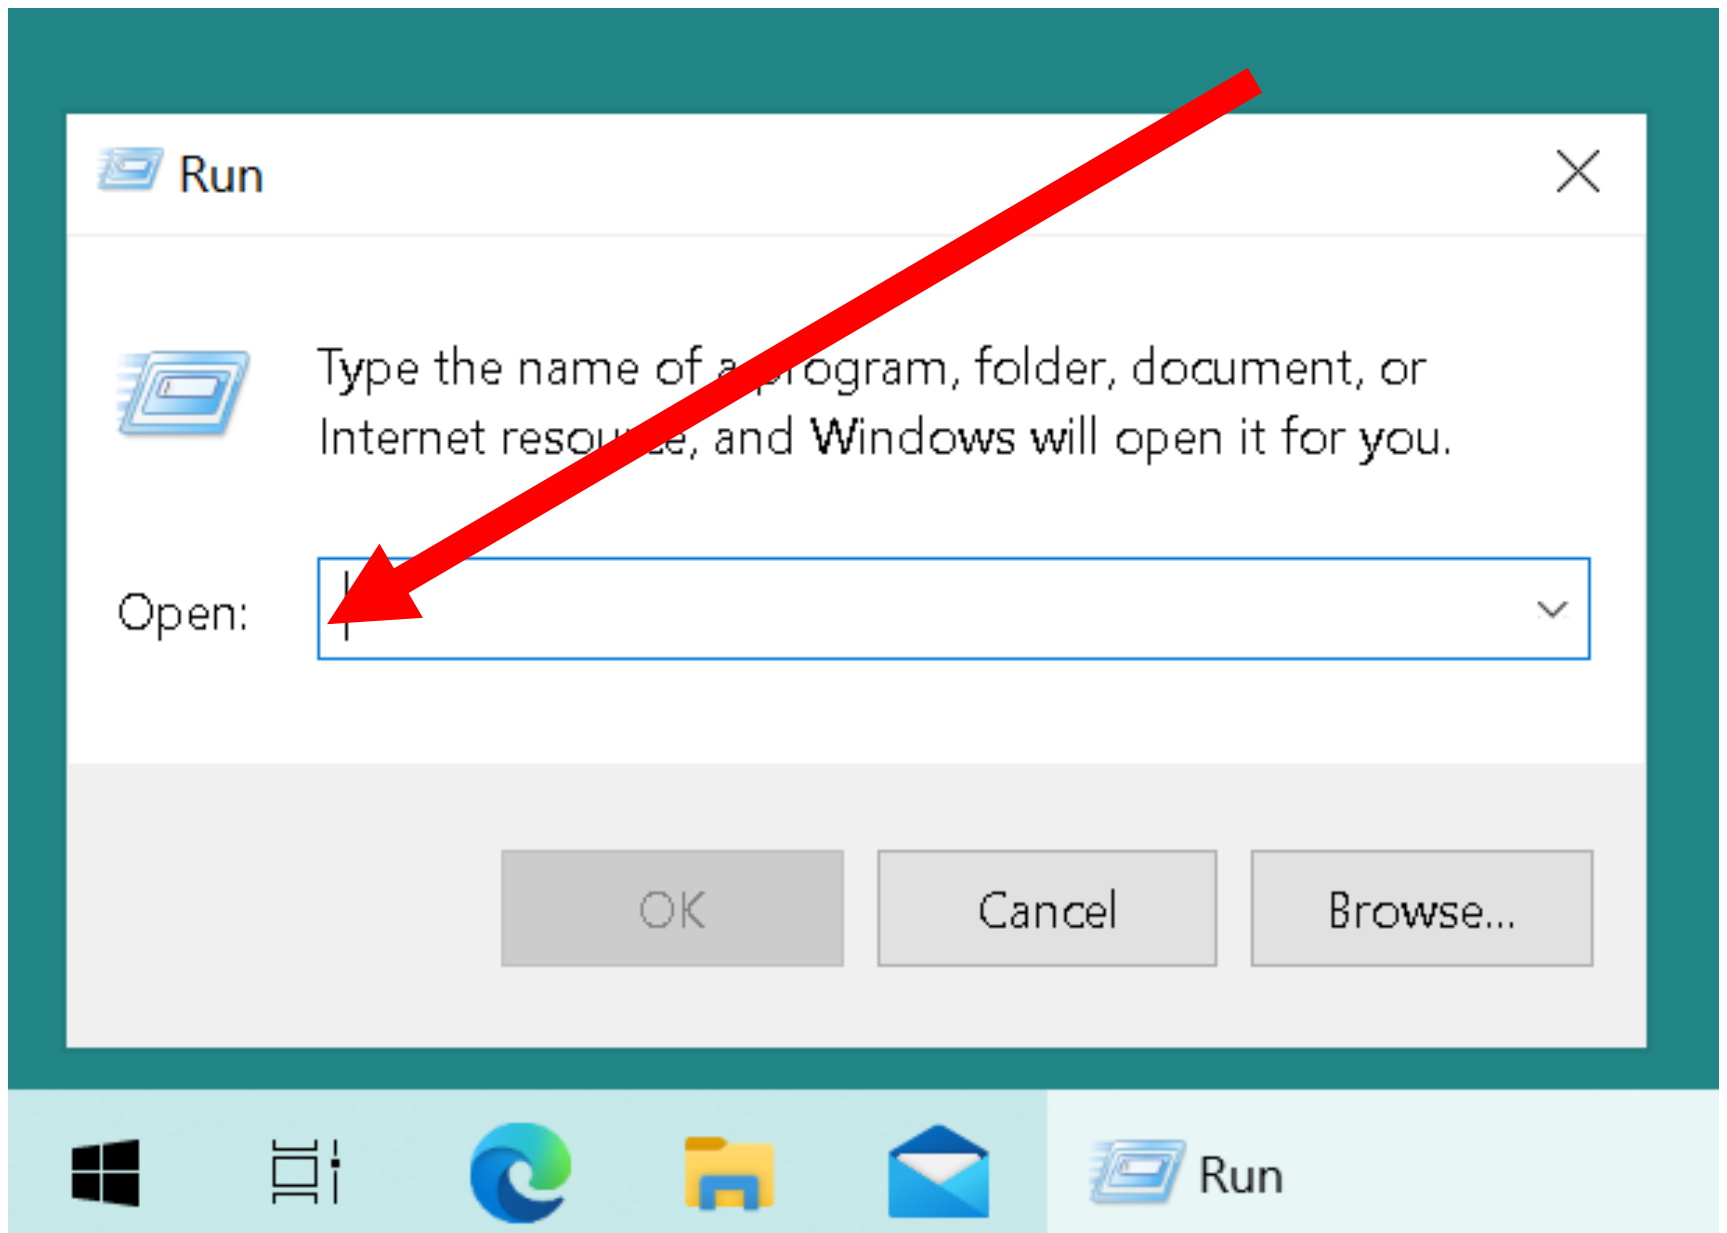 Run
Type the name of a program, folder, document, or
Internet resource, and Windows will open it for you.
Open:
OK
Cancel
Browse...
Run